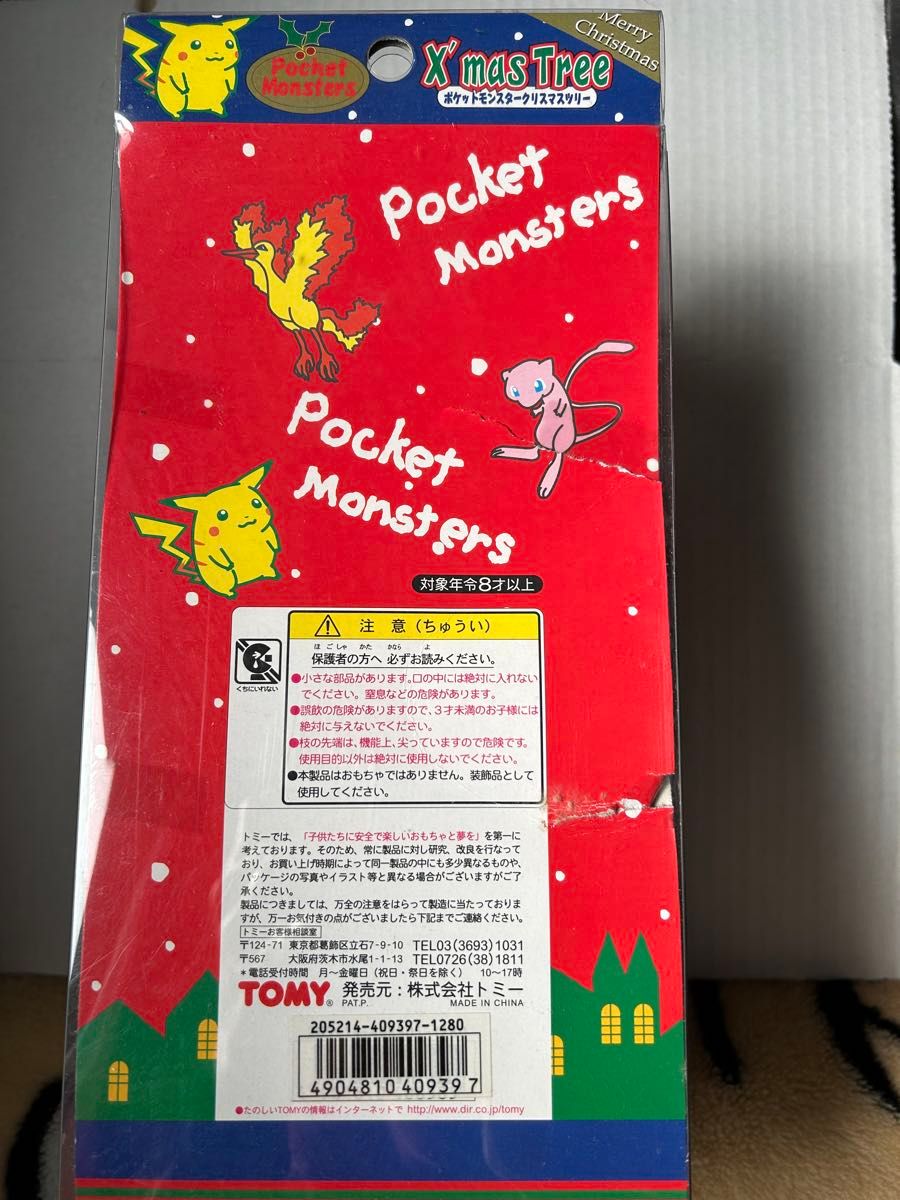 Pocket
Monsters
X'mas Tree
ポケットモンスタークリスマスツリー
Merry
Christmas
Pocket
Monsters
Pocket
Monsters
対象年令8才以上
注 意 (ちゅうい)
くちにいれない
ほごしゃ かた かなら よ
保護者の方へ 必ずお読みください。
●小さな部品があります。口の中には絶対に入れない
でください。窒息などの危険があります。
●誤飲の危険がありますので、3才未満のお子様には
絶対に与えないでください。
●枝の先端は、機能上、尖っていますので危険です。
使用目的以外は絶対に使用しないでください。
●本製品はおもちゃではありません。装飾品として
使用してください。
トミーでは、「子供たちに安全で楽しいおもちゃと夢を」を第一に
考えております。そのため、常に製品に対し研究、改良を行なって
おり、お買い上げ時期によって同一製品の中にも多少異なるものや、
パッケージの写真やイラスト等と異なる場合がございますがご了
承ください。
製品につきましては、万全の注意をはらって製造に当たっております
が、万一お気付きの点がございましたら下記までご連絡ください。
トミーお客様相談室
〒124-71 東京都葛飾区立石7-9-10 TEL03(3693)1031
〒567 大阪府茨木市水尾1-1-13 TEL0726(38)1811
*電話受付時間 月〜金曜日(祝日・祭日を除く) 10〜17時
TOMY® 発売元:株式会社トミー
PAT.P. MADE IN CHINA
205214-409397-1280
4904810409397
●たのしいTOMYの情報はインターネットで http://www.dir.co.jp/tomy